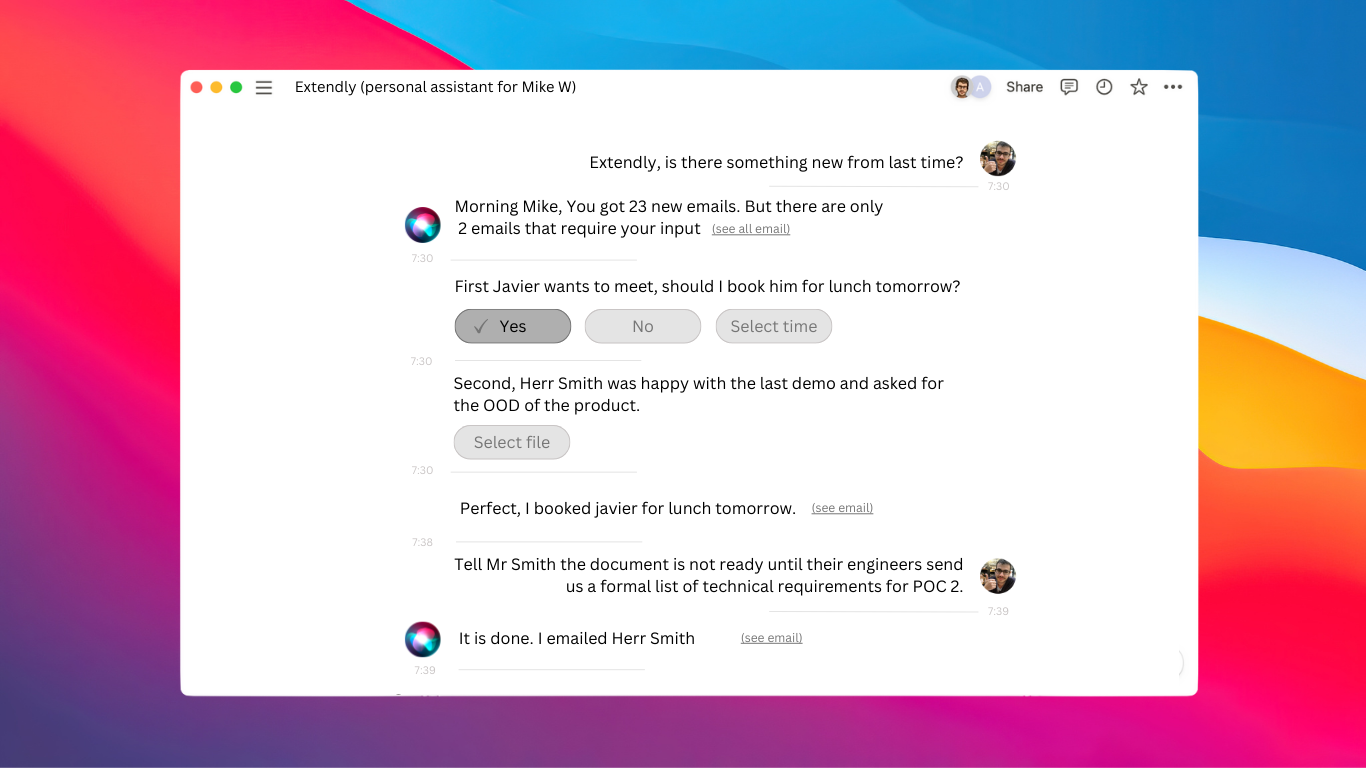 Extendly (personal assistant for Mike W)
A
Share
Extendly, is there something new from last time?
7:30
Morning Mike, You got 23 new emails. But there are only
2 emails that require your input (see all email)
7:30
First Javier wants to meet, should I book him for lunch tomorrow?
✓ Yes
No
Select time
7:30
Second, Herr Smith was happy with the last demo and asked for
the OOD of the product.
Select file
7:30
Perfect, I booked javier for lunch tomorrow. (see email)
7:38
Tell Mr Smith the document is not ready until their engineers send
us a formal list of technical requirements for POC 2.
7:39
It is done. I emailed Herr Smith (see email)
7:39